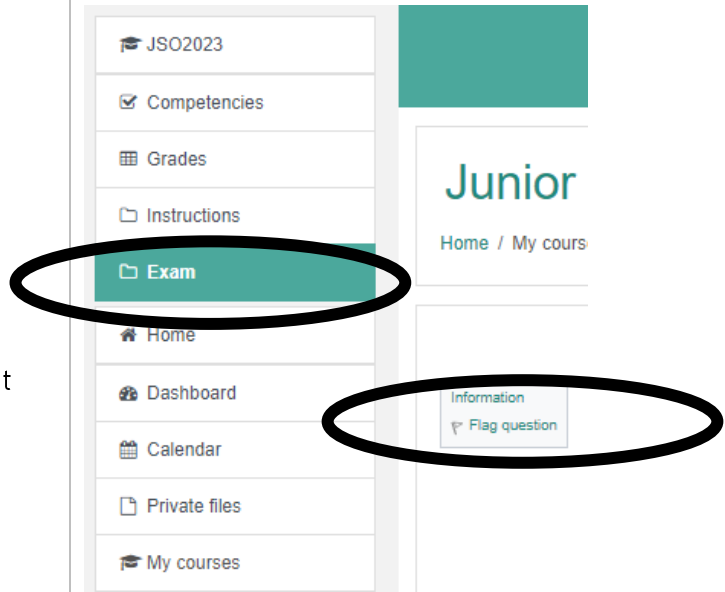 JSO2023
Competencies
Grades
Instructions
Exam
Home
Dashboard
Calendar
Private files
My courses
t
Junior
Home / My cours
Information
Flag question